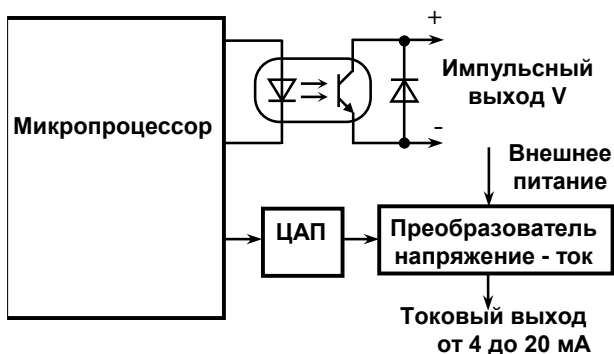 Микропроцессор
+
Импульсный
выход V
-
Внешнее
питание
ЦАП
Преобразователь
напряжение - ток
Токовый выход
от 4 до 20 мА